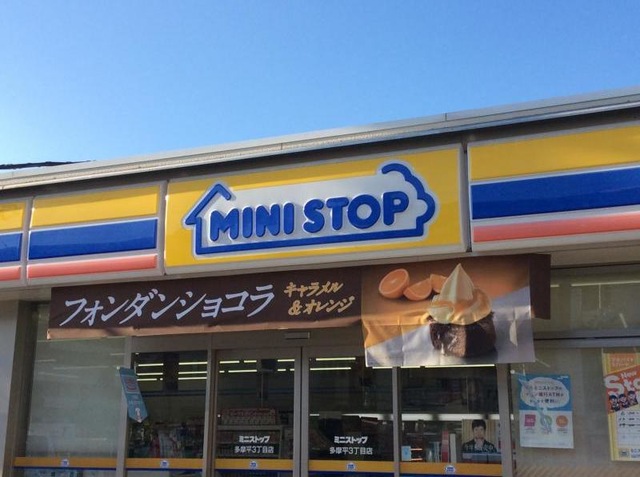 MINI STOP
フォンダンショコラ
キャラメル
&オレンジ
ミニストップ
多摩平3丁目店
ミニストップ
多摩平3丁目店